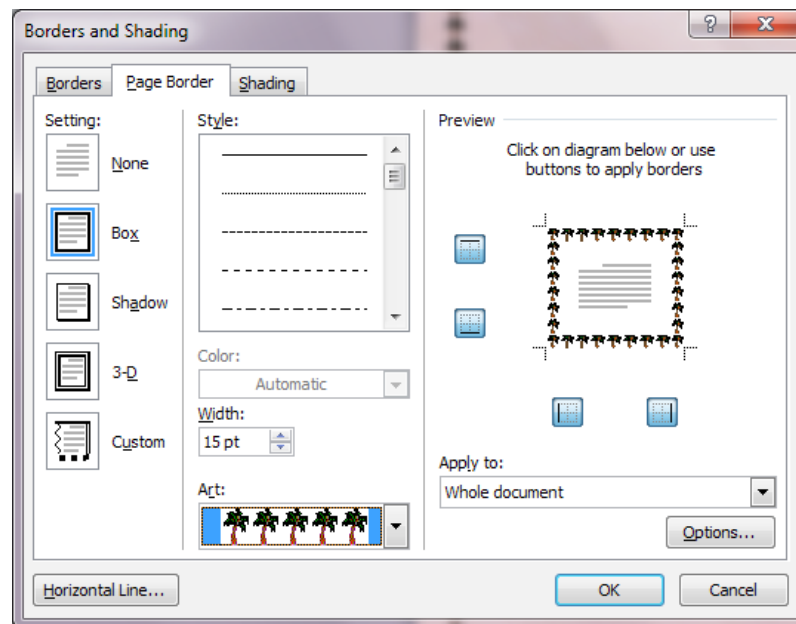 Borders and Shading
Borders
Page Border
Shading
Setting:
None
Box
Shadow
3-D
Custom
Style:
Color:
Automatic
Width:
15 pt
Art:
Preview
Click on diagram below or use
buttons to apply borders
Apply to:
Whole document
Options...
Horizontal Line...
OK
Cancel